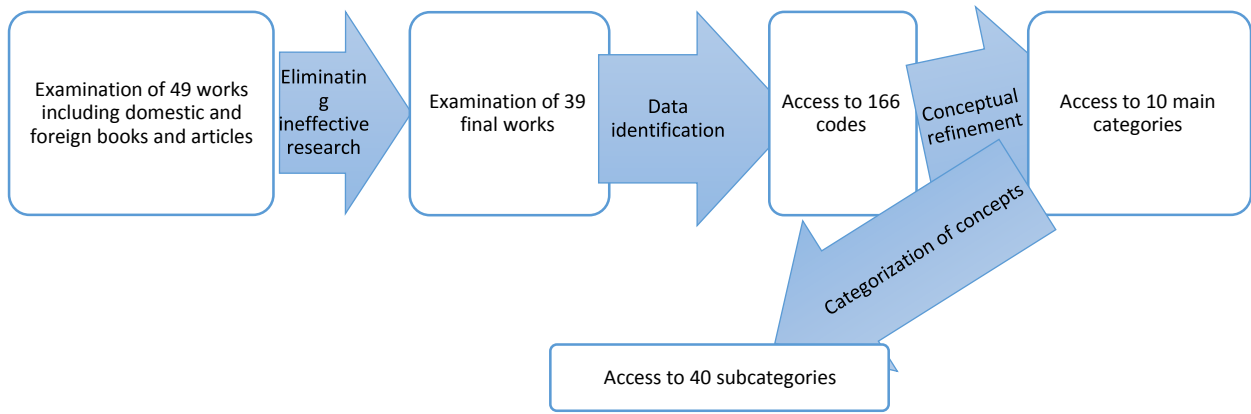 Examination of 49 works
including domestic and
foreign books and articles
Eliminatin
g
ineffective
research
Examination of 39
final works
Data
identification
Access to 166
codes
Conceptual
refinement
Access to 10 main
categories
Categorization of concepts
Access to 40 subcategories